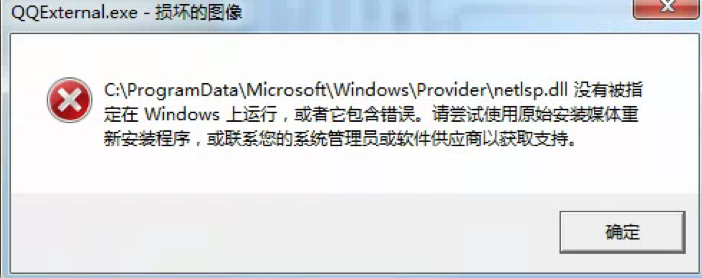 QQExternal.exe - 损坏的图像
C:\ProgramData\Microsoft\Windows\Provider\netlsp.dll 没有被指
定在 Windows 上运行，或者它包含错误。请尝试使用原始安装媒体重
新安装程序，或联系您的系统管理员或软件供应商以获取支持。
确定